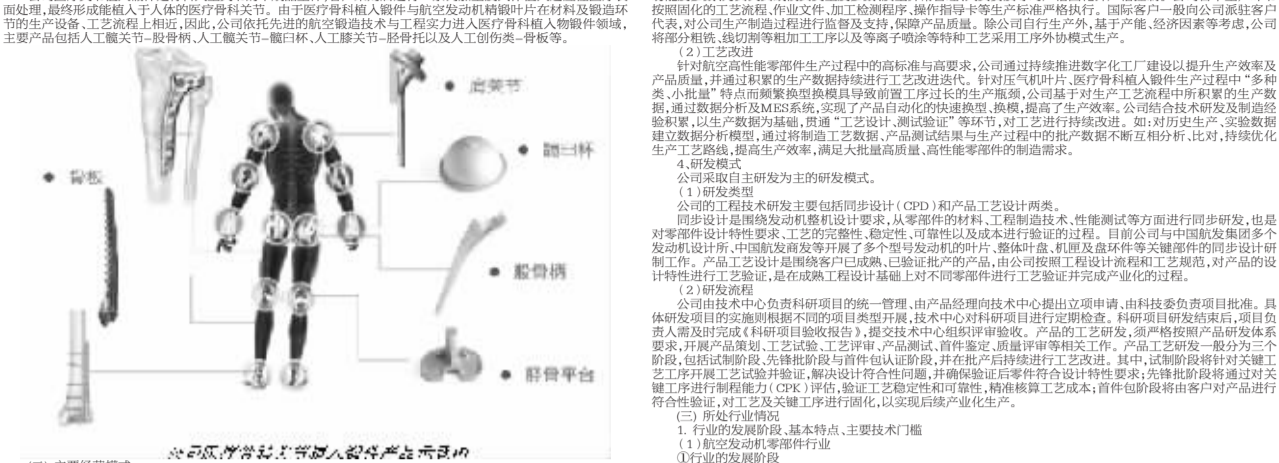 面处理，最终形成能植入人体的医疗骨科关节。由于医疗骨科植入锻件与航空发动机精锻叶片在材料及锻造环
节的生产设备、工艺流程上相近，因此，公司依托先进的航空锻造技术与工程实力进入医疗骨科植入物锻件领域，
主要产品包括人工髋关节-股骨柄、人工髋关节-髋臼杯、人工膝关节-胫骨托以及人工创伤类-骨板等。
肩关节
髋臼杯
骨板
股骨柄
胫骨平台
按照固化的工艺流程、作业文件、加工检测程序、操作指导卡等生产标准严格执行。国际客户一般向公司派驻客户
代表，对公司生产制造过程进行监督及支持，保障产品质量。除公司自行生产外，基于产能、经济因素等考虑，公司
将部分粗铣、线切割等粗加工工序以及等离子喷涂等特种工艺采用工序外协模式生产。
（2）工艺改进
针对航空高性能零部件生产过程中的高标准与高要求，公司通过持续推进数字化工厂建设以提升生产效率及
产品质量，并通过积累的生产数据持续进行工艺改进迭代。针对压气机叶片、医疗骨科植入锻件生产过程中“多种
类、小批量”特点而频繁换型换模具导致前置工序过长的生产瓶颈，公司基于对生产工艺流程中所积累的生产数
据，通过数据分析及MES系统，实现了产品自动化的快速换型、换模，提高了生产效率。公司结合技术研发及制造经
验积累，以生产数据为基础，贯通“工艺设计、测试验证”等环节，对工艺进行持续改进。如：对历史生产、实验数据
建立数据分析模型，通过将制造工艺数据、产品测试结果与生产过程中的批产数据不断互相分析、比对，持续优化
生产工艺路线，提高生产效率，满足大批量高质量、高性能零部件的制造需求。
4、研发模式
公司采取自主研发为主的研发模式。
（1）研发类型
公司的工程技术研发主要包括同步设计（CPD）和产品工艺设计两类。
同步设计是围绕发动机整机设计要求，从零部件的材料、工程制造技术、性能测试等方面进行同步研发，也是
对零部件设计特性要求、工艺的完整性、稳定性、可靠性以及成本进行验证的过程。目前公司与中国航发集团多个
发动机设计所、中国航发商发等开展了多个型号发动机的叶片、整体叶盘、机匣及盘环件等关键部件的同步设计研
制工作。产品工艺设计是围绕客户已成熟、已验证批产的产品，由公司按照工程设计流程和工艺规范，对产品的设
计特性进行工艺验证，是在成熟工程设计基础上对不同零部件进行工艺验证并完成产业化的过程。
（2）研发流程
公司由技术中心负责科研项目的统一管理、由产品经理向技术中心提出立项申请、由科技委负责项目批准。具
体研发项目的实施则根据不同的项目类型开展，技术中心对科研项目进行定期检查。科研项目研发结束后，项目负
责人需及时完成《科研项目验收报告》，提交技术中心组织评审验收。产品的工艺研发，须严格按照产品研发体系
要求，开展产品策划、工艺试验、工艺评审、产品测试、首件鉴定、质量评审等相关工作。产品工艺研发一般分为三个
阶段，包括试制阶段、先锋批阶段与首件包认证阶段，并在批产后持续进行工艺改进。其中，试制阶段将针对关键工
艺工序开展工艺试验并验证，解决设计符合性问题，并确保验证后零件符合设计特性要求；先锋批阶段将通过对关
键工序进行制程能力（CPK）评估，验证工艺稳定性和可靠性，精准核算工艺成本；首件包阶段将由客户对产品进行
符合性验证，对工艺及关键工序进行固化，以实现后续产业化生产。
(三) 所处行业情况
1. 行业的发展阶段、基本特点、主要技术门槛
（1）航空发动机零部件行业
①行业的发展阶段